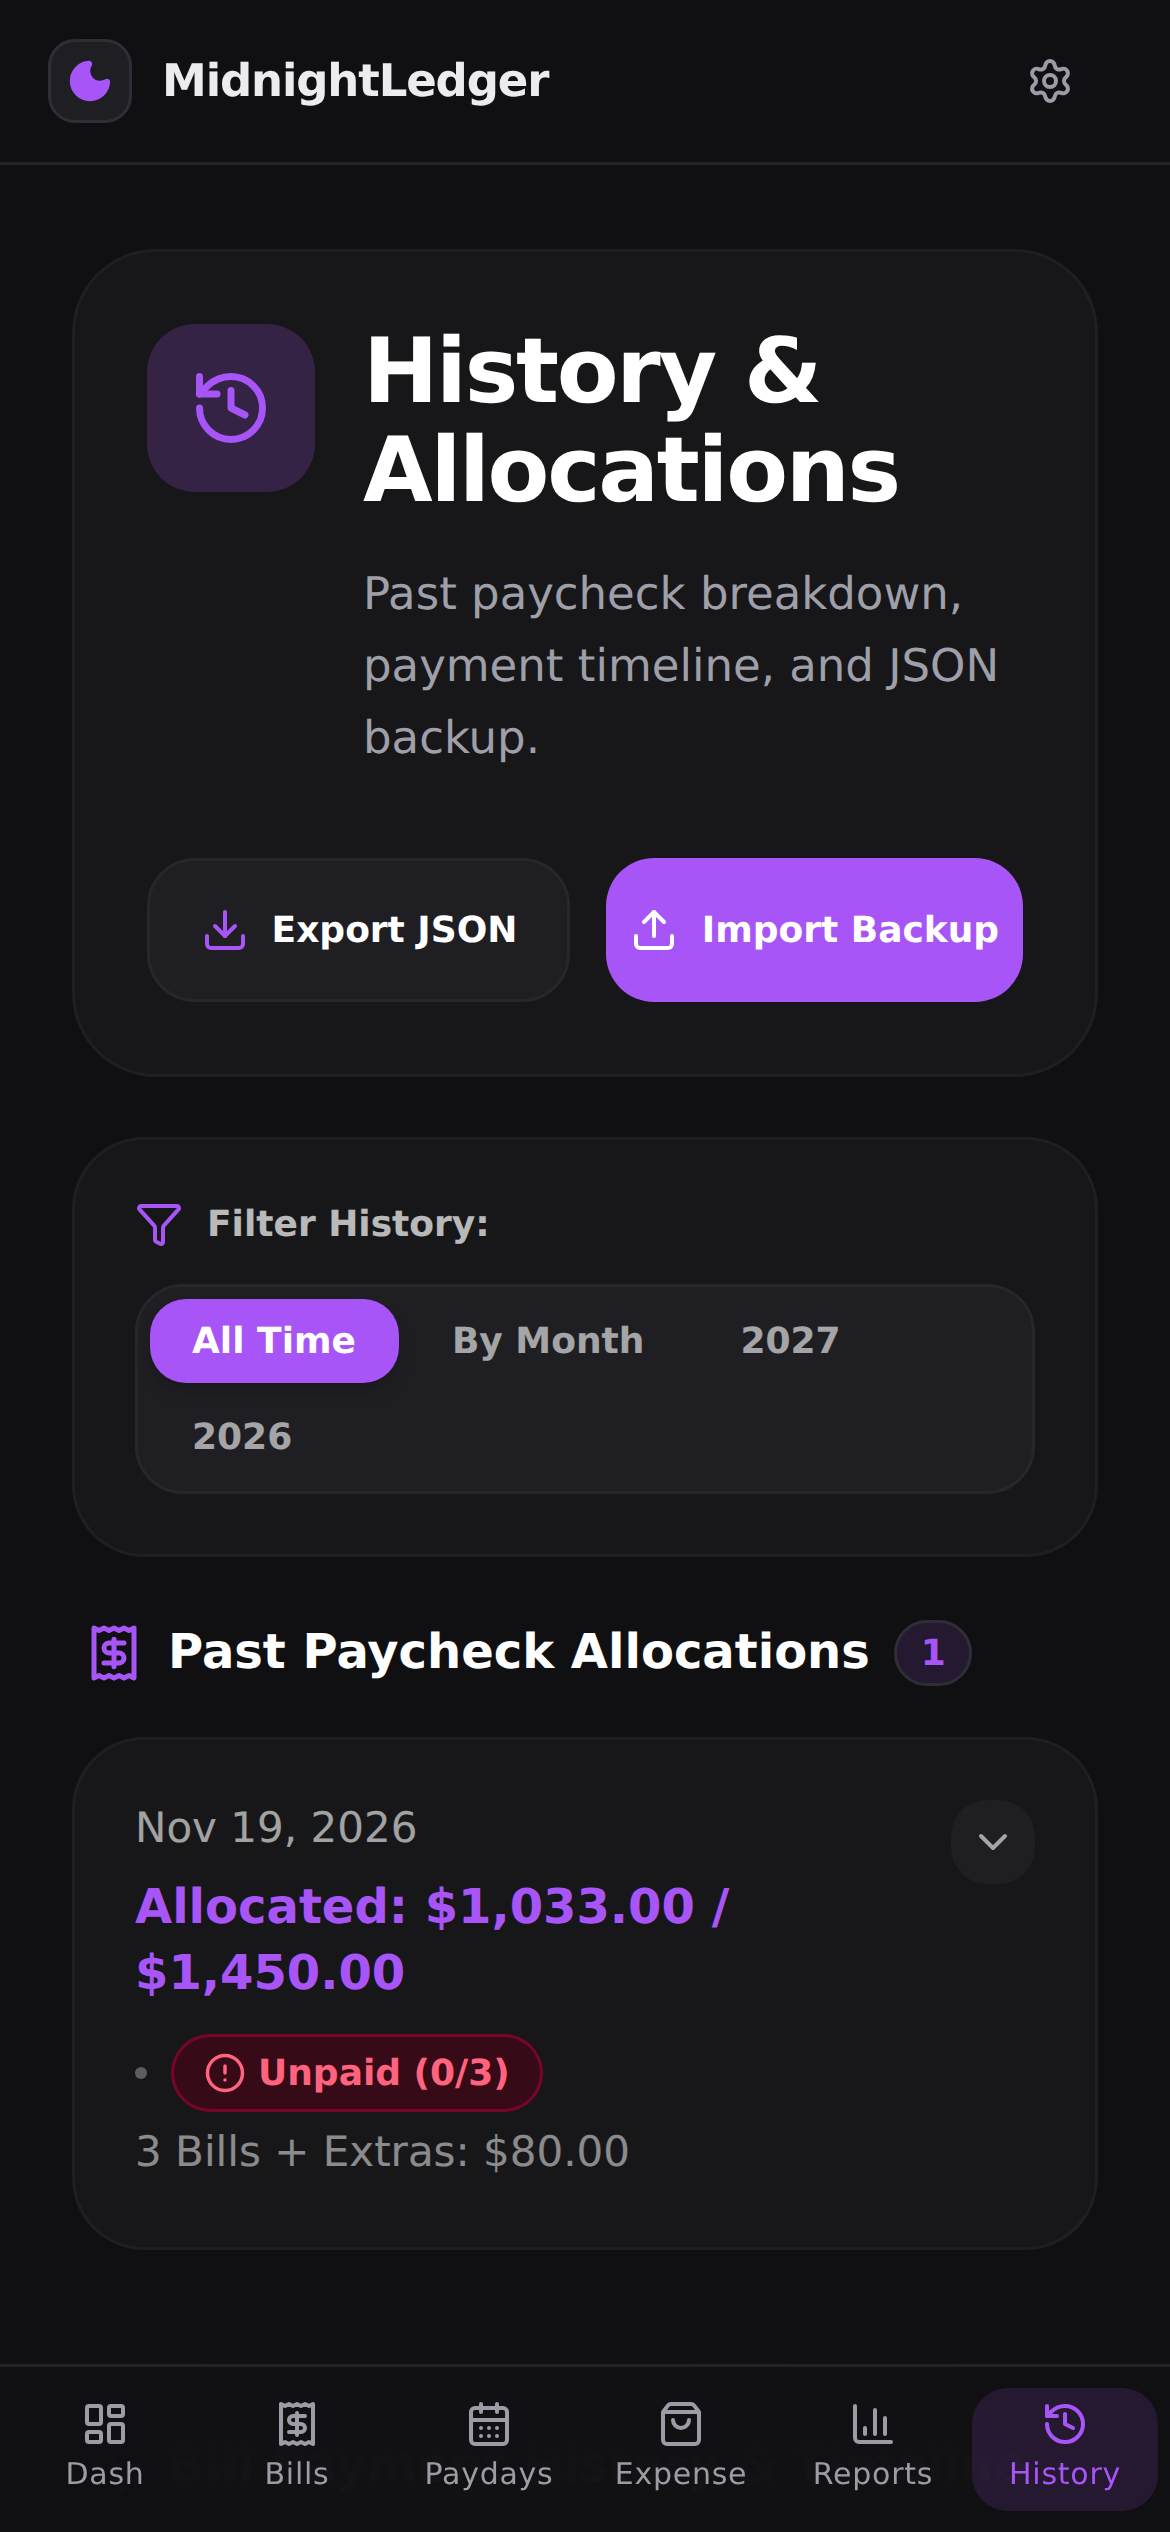 MidnightLedger
History &
Allocations
Past paycheck breakdown,
payment timeline, and JSON
backup.
Export JSON
Import Backup
Filter History:
All Time
By Month
2027
2026
Past Paycheck Allocations
1
Nov 19, 2026
Allocated: $1,033.00 /
$1,450.00
• Unpaid (0/3)
3 Bills + Extras: $80.00
Dash
Bills
Paydays
Expense
Reports
History